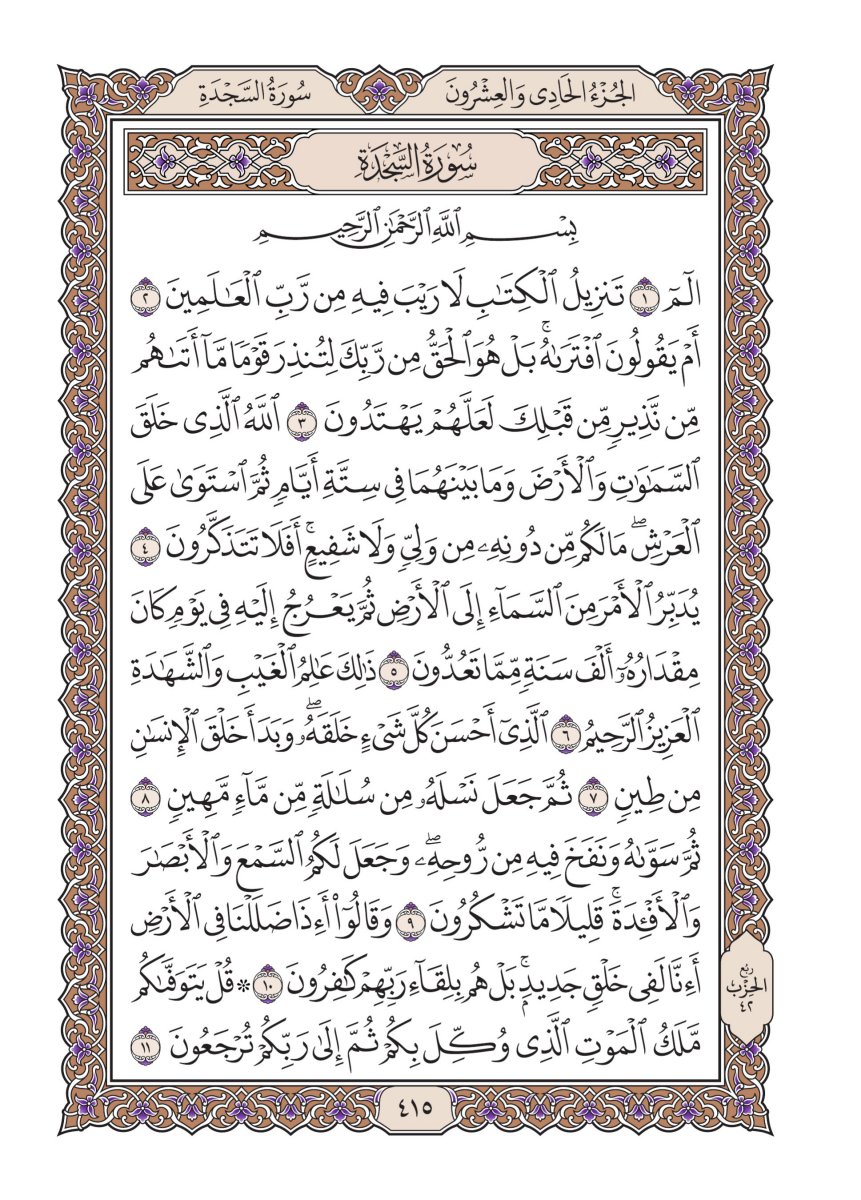 الجُزْءُ الحَادِى وَالعِشْرُونَ
سُورَةُ السَّجْدَةِ
سُورَةُ السَّجْدَةِ
بِسْمِ ٱللَّهِ ٱلرَّحْمَٰنِ ٱلرَّحِيمِ
الٓمٓ ١ تَنزِيلُ ٱلْكِتَٰبِ لَا رَيْبَ فِيهِ مِن رَّبِّ ٱلْعَٰلَمِينَ ٢
أَمْ يَقُولُونَ ٱفْتَرَىٰهُۚ بَلْ هُوَ ٱلْحَقُّ مِن رَّبِّكَ لِتُنذِرَ قَوْمًا مَّآ أَتَىٰهُم
مِّن نَّذِيرٍ مِّن قَبْلِكَ لَعَلَّهُمْ يَهْتَدُونَ ٣ ٱللَّهُ ٱلَّذِى خَلَقَ
ٱلسَّمَٰوَٰتِ وَٱلْأَرْضَ وَمَا بَيْنَهُمَا فِى سِتَّةِ أَيَّامٍ ثُمَّ ٱسْتَوَىٰ عَلَى
ٱلْعَرْشِۖ مَا لَكُم مِّن دُونِهِۦ مِن وَلِىٍّ وَلَا شَفِيعٍۚ أَفَلَا تَتَذَكَّرُونَ ٤
يُدَبِّرُ ٱلْأَمْرَ مِنَ ٱلسَّمَآءِ إِلَى ٱلْأَرْضِ ثُمَّ يَعْرُجُ إِلَيْهِ فِى يَوْمٍ كَانَ
مِقْدَارُهُۥٓ أَلْفَ سَنَةٍ مِّمَّا تَعُدُّونَ ٥ ذَٰلِكَ عَٰلِمُ ٱلْغَيْبِ وَٱلشَّهَٰدَةِ
ٱلْعَزِيزُ ٱلرَّحِيمُ ٦ ٱلَّذِىٓ أَحْسَنَ كُلَّ شَىْءٍ خَلَقَهُۥۖ وَبَدَأَ خَلْقَ ٱلْإِنسَٰنِ
مِن طِينٍ ٧ ثُمَّ جَعَلَ نَسْلَهُۥ مِن سُلَٰلَةٍ مِّن مَّآءٍ مَّهِينٍ ٨
ثُمَّ سَوَّىٰهُ وَنَفَخَ فِيهِ مِن رُّوحِهِۦۖ وَجَعَلَ لَكُمُ ٱلسَّمْعَ وَٱلْأَبْصَٰرَ
وَٱلْأَفْـِٔدَةَۚ قَلِيلًا مَّا تَشْكُرُونَ ٩ وَقَالُوٓا۟ أَءِذَا ضَلَلْنَا فِى ٱلْأَرْضِ
أَءِنَّا لَفِى خَلْقٍ جَدِيدٍۭۚ بَلْ هُم بِلِقَآءِ رَبِّهِمْ كَٰفِرُونَ ١٠ * قُلْ يَتَوَفَّىٰكُم
مَّلَكُ ٱلْمَوْتِ ٱلَّذِى وُكِّلَ بِكُمْ ثُمَّ إِلَىٰ رَبِّكُمْ تُرْجَعُونَ ١١
رُبْع
الحِزْب
٤٢
٤١٥